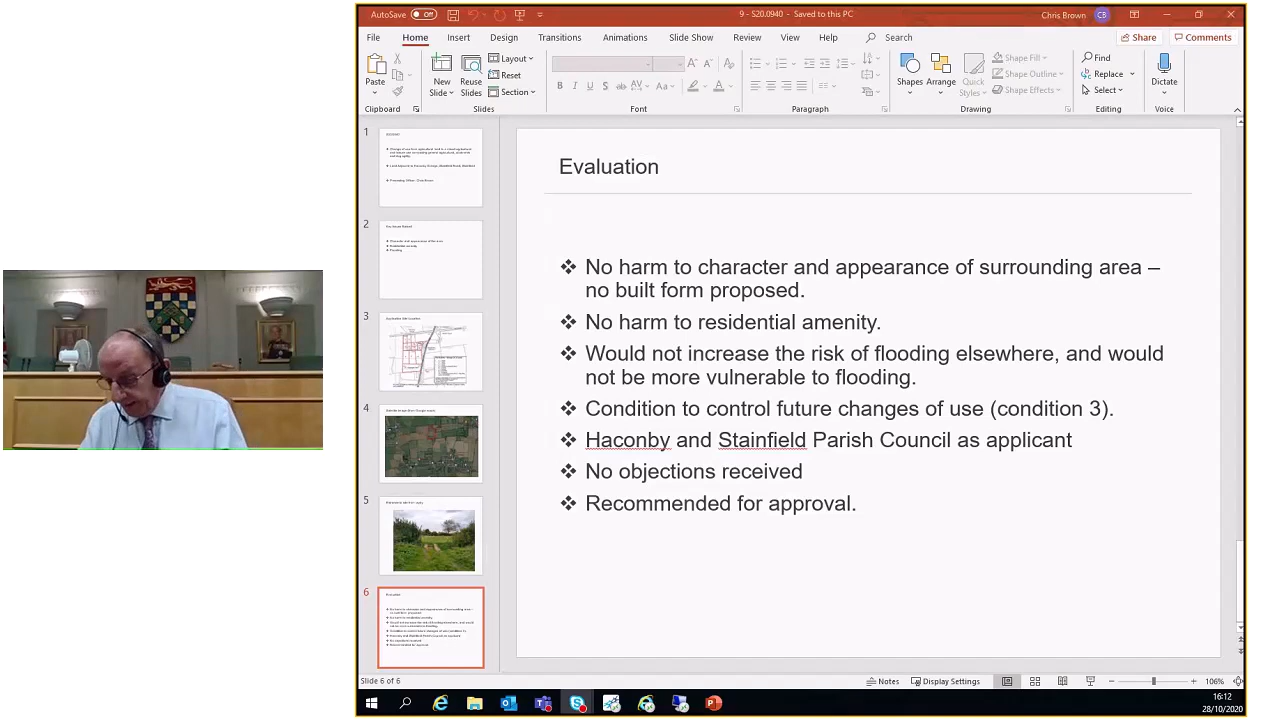 AutoSave Off
9 - S20.0940 - Saved to this PC
Chris Brown CB
File Home Insert Design Transitions Animations Slide Show Review View Help Search
Share Comments
Paste
New Slide
Reuse Slides
Layout
Reset
Section
Shapes
Arrange
Quick Styles
Shape Fill
Shape Outline
Shape Effects
Find
Replace
Select
Dictate
Clipboard Slides Font Paragraph Drawing Editing Voice
1
2
3
4
5
6
Evaluation
❖ No harm to character and appearance of surrounding area –
no built form proposed.
❖ No harm to residential amenity.
❖ Would not increase the risk of flooding elsewhere, and would
not be more vulnerable to flooding.
❖ Condition to control future changes of use (condition 3).
❖ Haconby and Stainfield Parish Council as applicant
❖ No objections received
❖ Recommended for approval.
Slide 6 of 6
Notes Display Settings 106%
16:12
28/10/2020